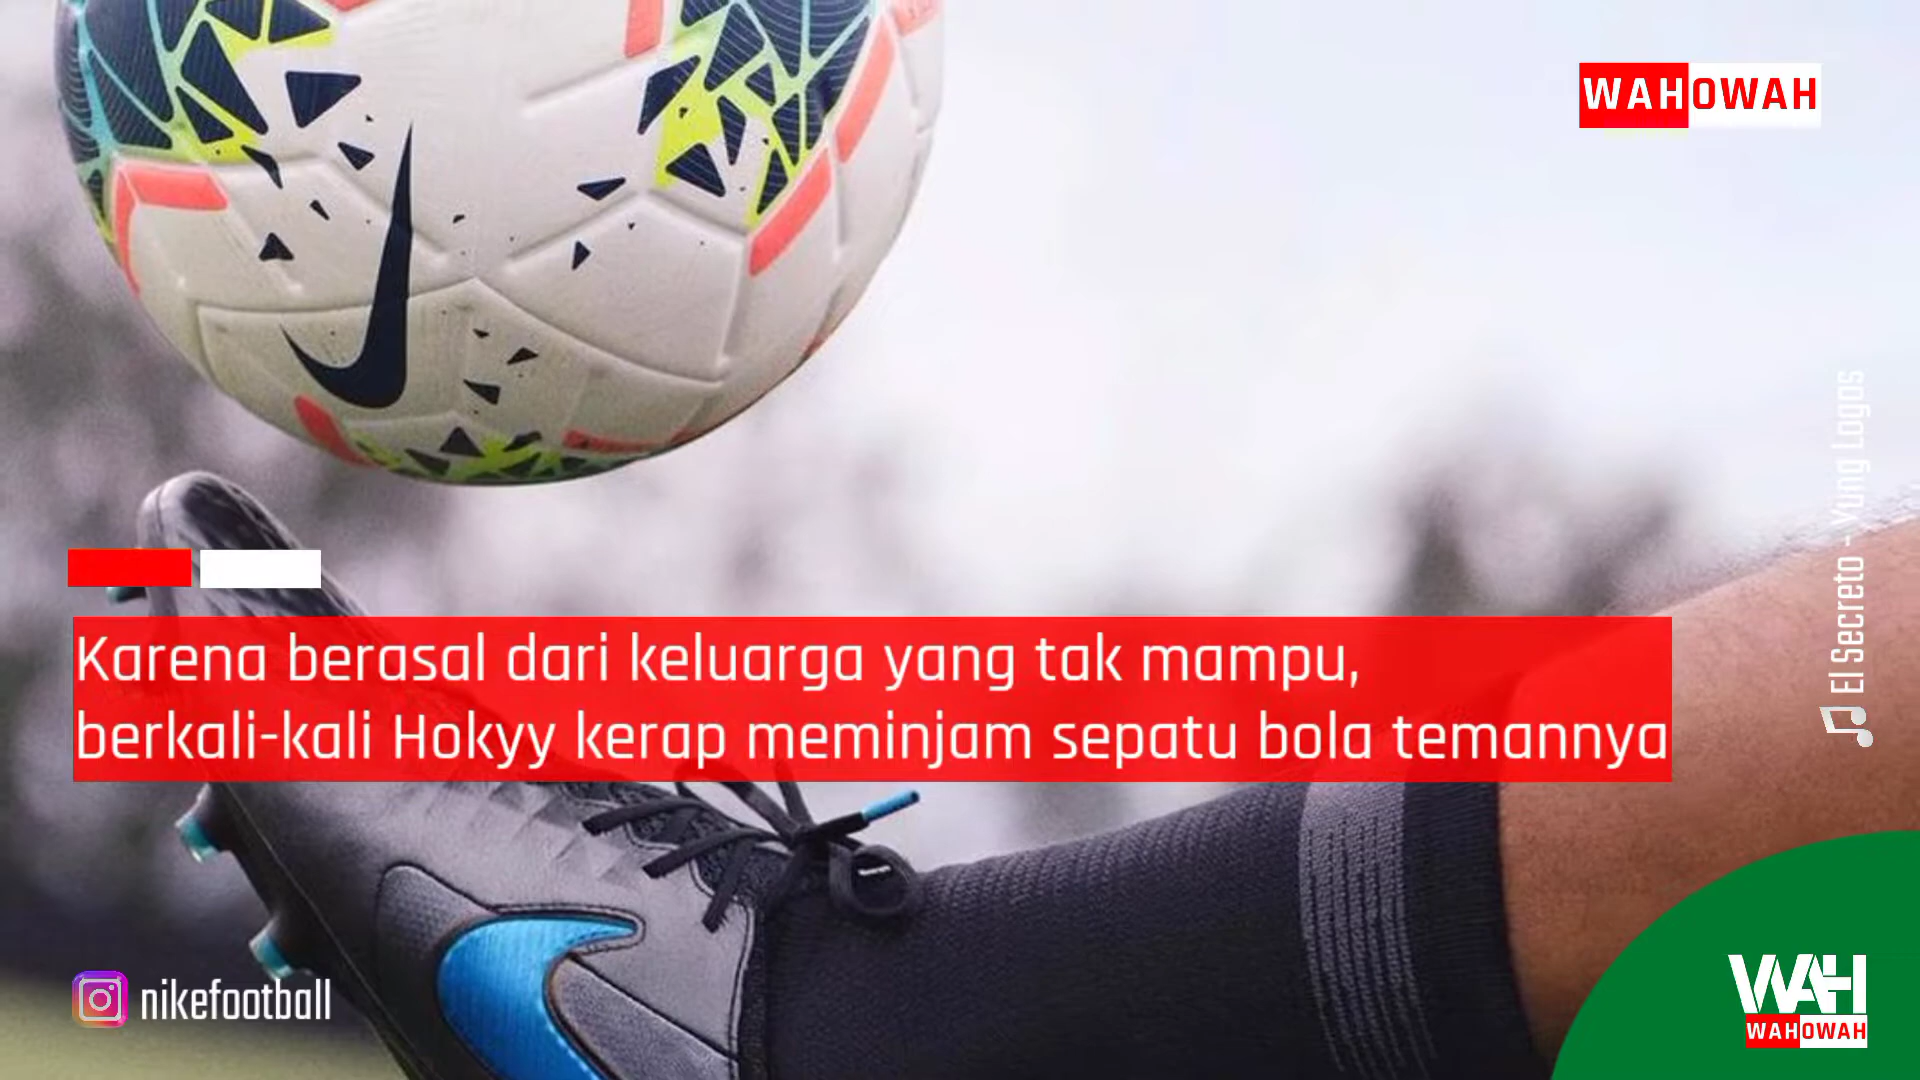 WAHOWAH
Karena berasal dari keluarga yang tak mampu,
berkali-kali Hokyy kerap meminjam sepatu bola temannya
El Secreto - Yung Logos
nikefootball
WAH
WAHOWAH